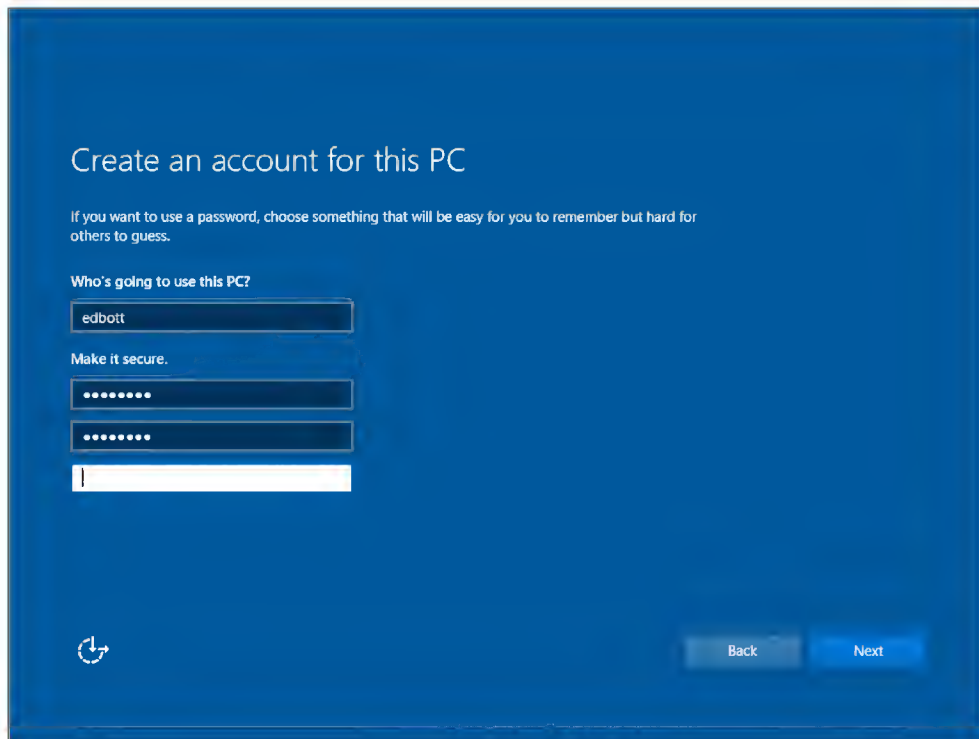 Create an account for this PC
If you want to use a password, choose something that will be easy for you to remember but hard for
others to guess.
Who's going to use this PC?
edbott
Make it secure.
••••••••
••••••••
Back Next